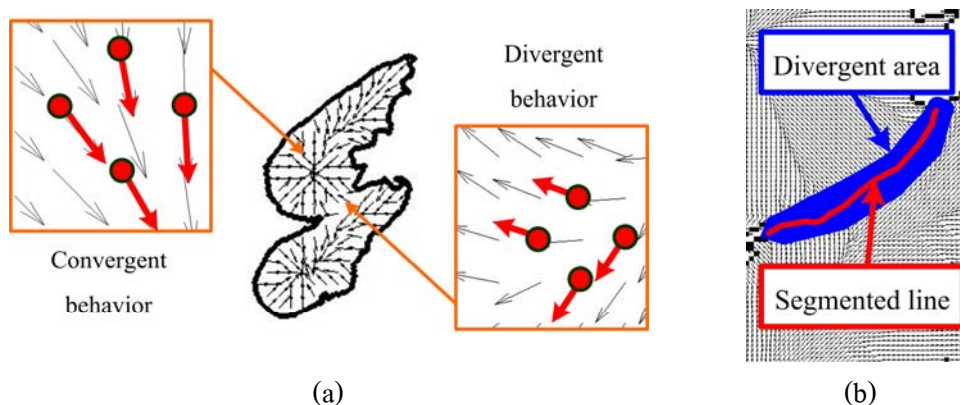 Convergent
behavior
Divergent
behavior
(a)
Divergent area
Segmented line
(b)